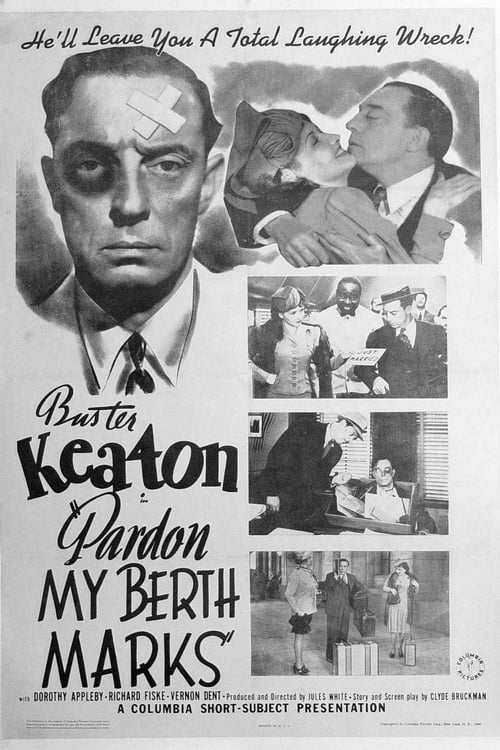 He'll Leave You A Total Laughing Wreck!
JUST
MARRIED
Buster
Keaton
in
"Pardon
MY BERTH
MARKS"
COLUMBIA
PICTURES
with DOROTHY APPLEBY - RICHARD FISKE - VERNON DENT - Produced and Directed by JULES WHITE - Story and Screen play by CLYDE BRUCKMAN
A COLUMBIA SHORT-SUBJECT PRESENTATION